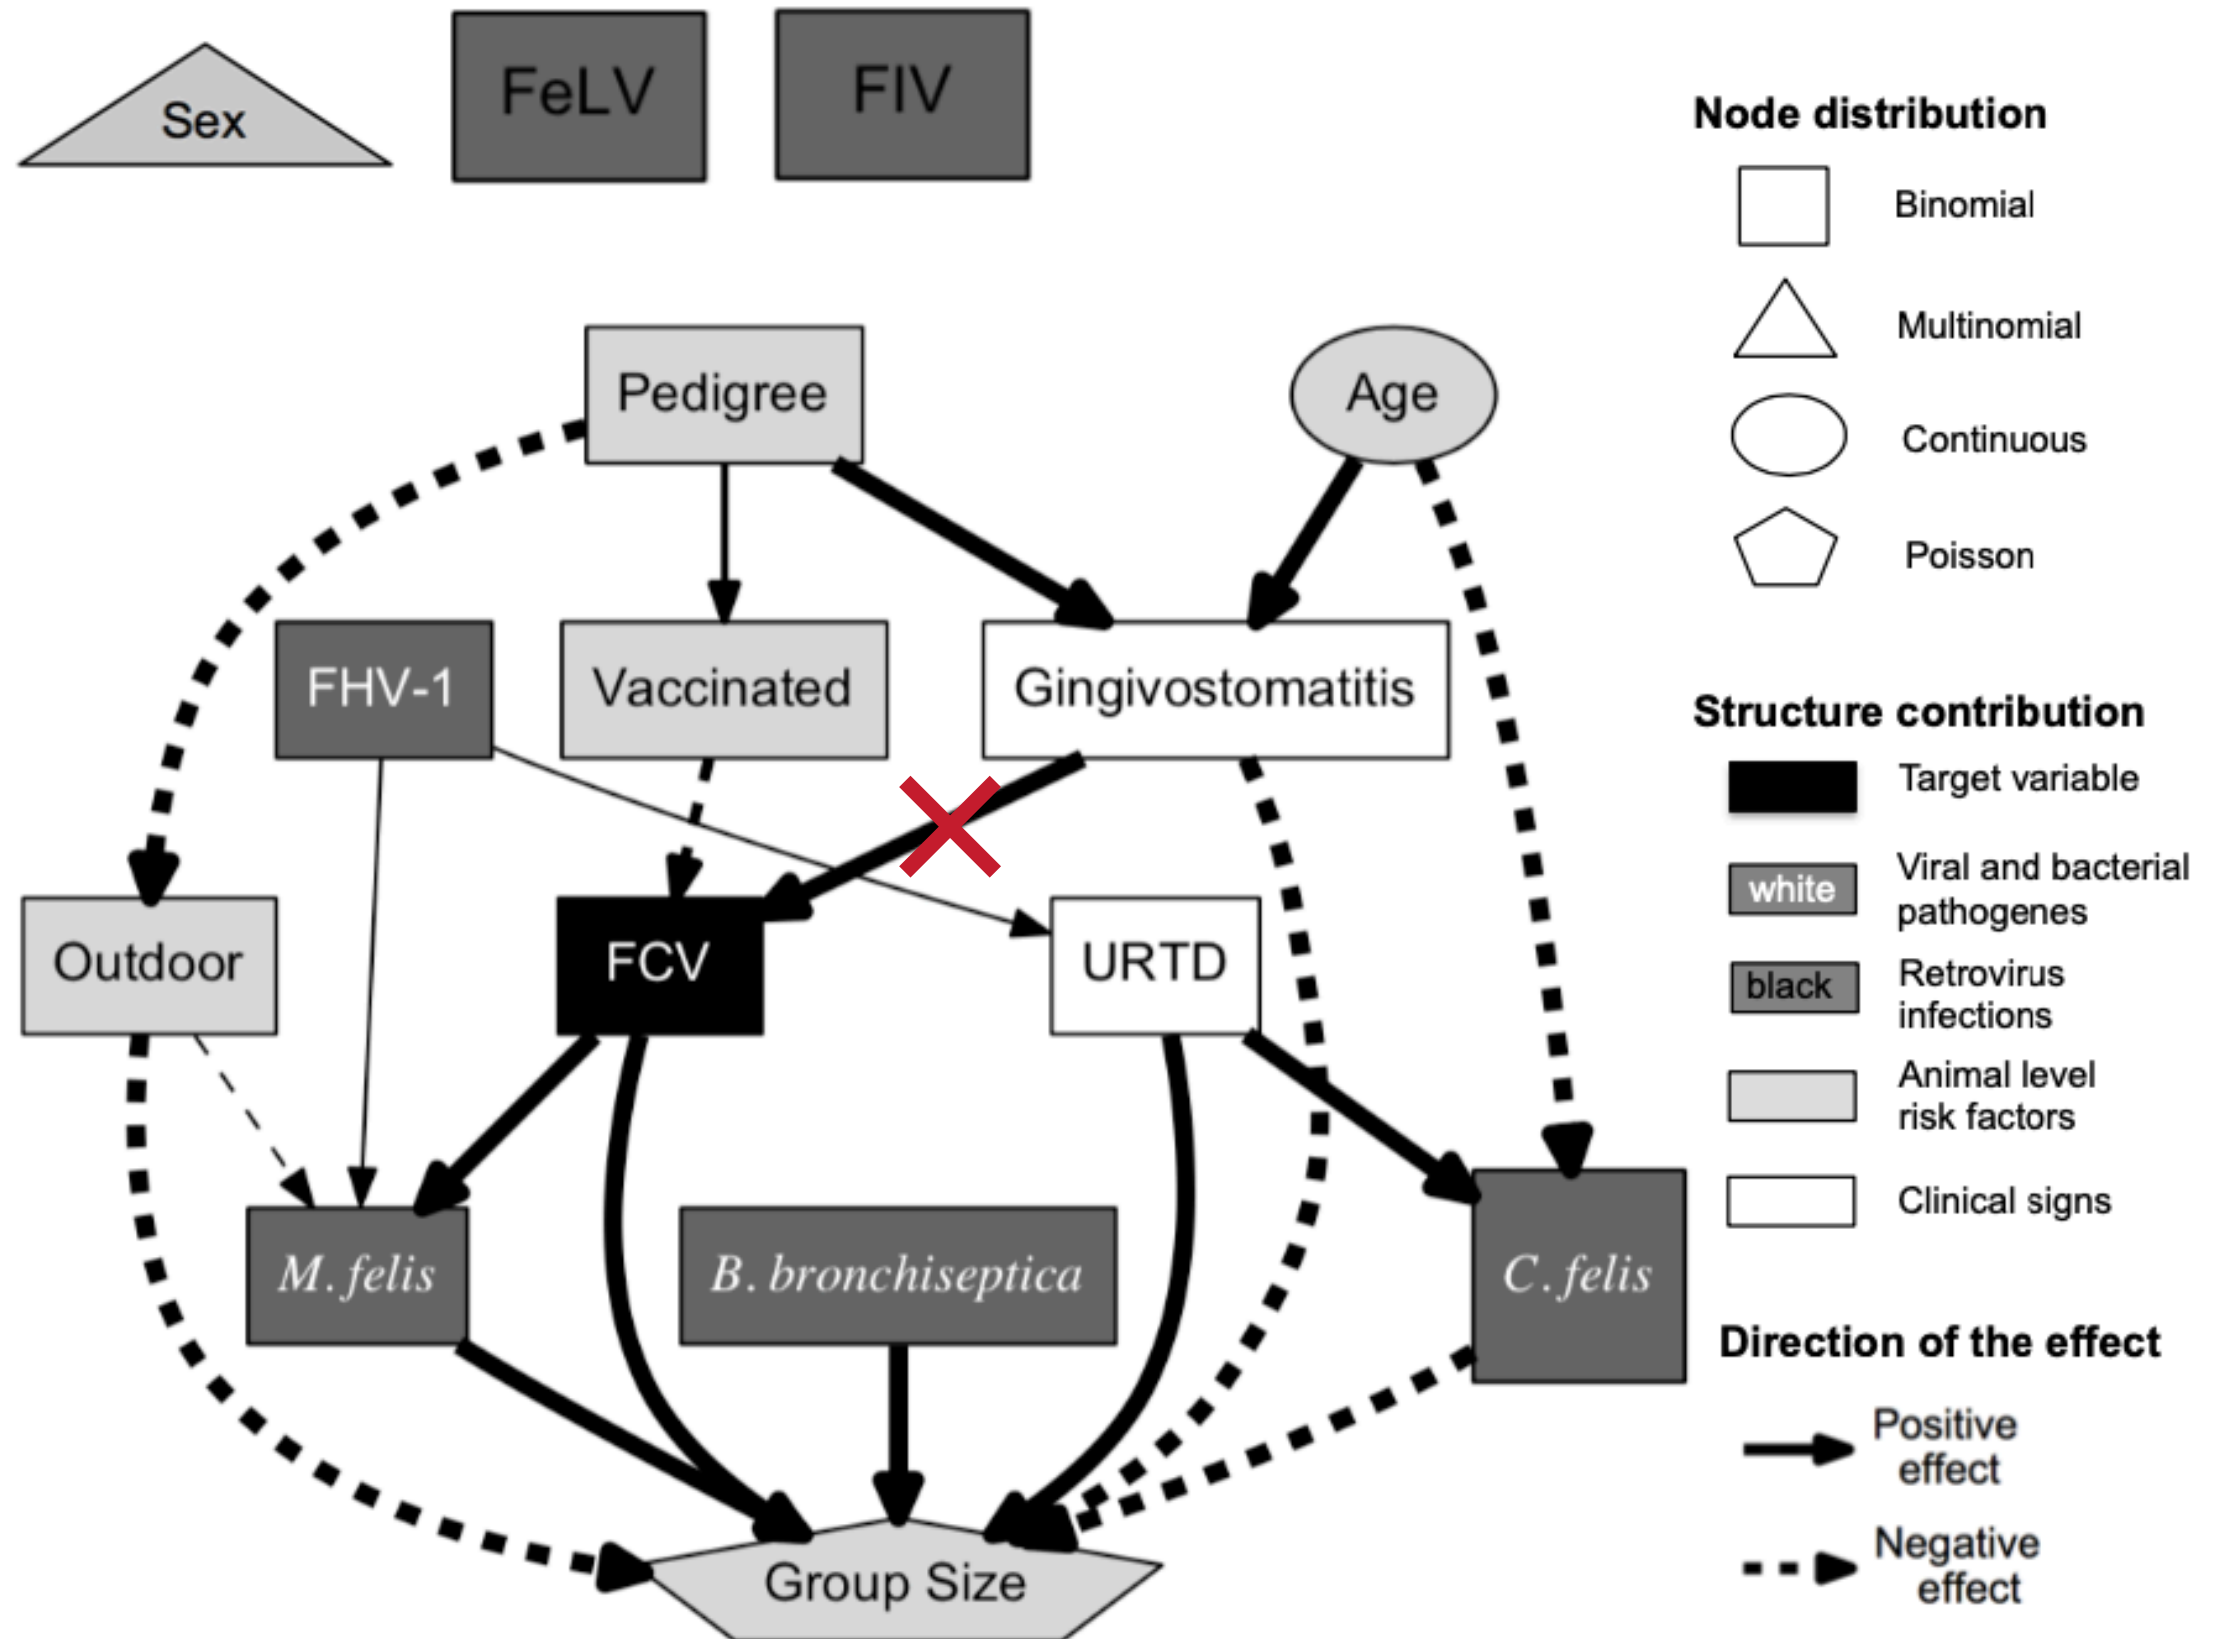 Sex
FeLV
FIV
Pedigree
Age
FHV-1
Vaccinated
Gingivostomatitis
Outdoor
FCV
URTD
M. felis
B. bronchiseptica
C. felis
Group Size
Node distribution
Binomial
Multinomial
Continuous
Poisson
Structure contribution
Target variable
white
Viral and bacterial
pathogenes
black
Retrovirus
infections
Animal level
risk factors
Clinical signs
Direction of the effect
Positive
effect
Negative
effect